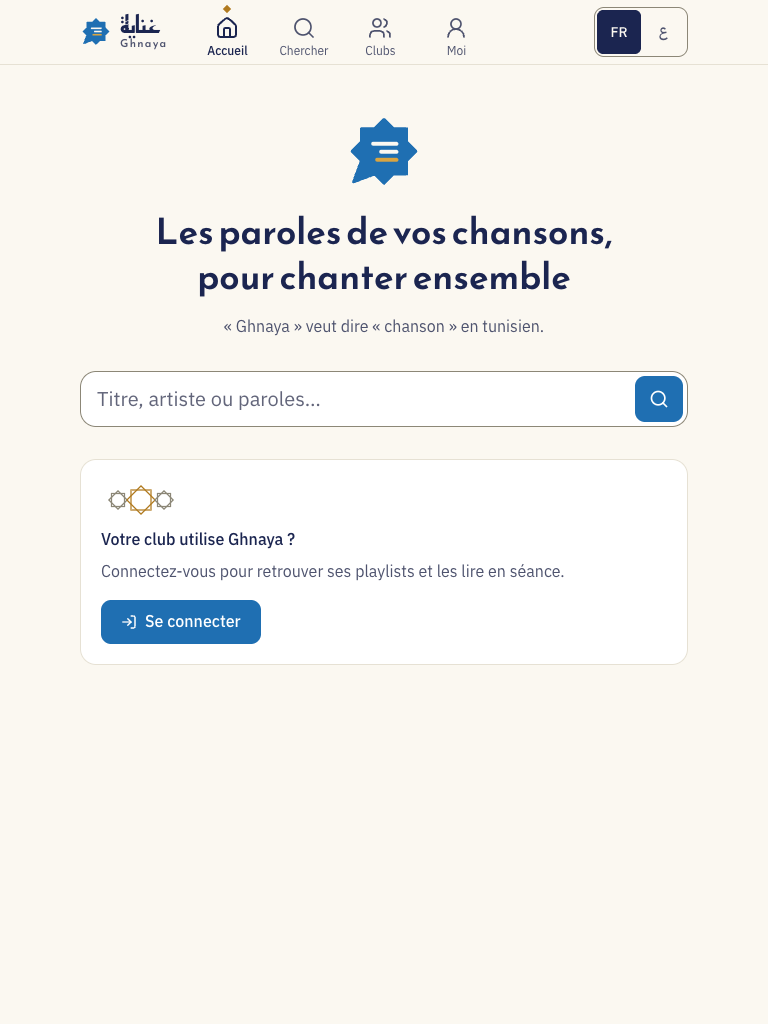 غناية
Ghnaya
Accueil
Chercher
Clubs
Moi
FR
ع
Les paroles de vos chansons,
pour chanter ensemble
« Ghnaya » veut dire « chanson » en tunisien.
Titre, artiste ou paroles...
Votre club utilise Ghnaya ?
Connectez-vous pour retrouver ses playlists et les lire en séance.
Se connecter